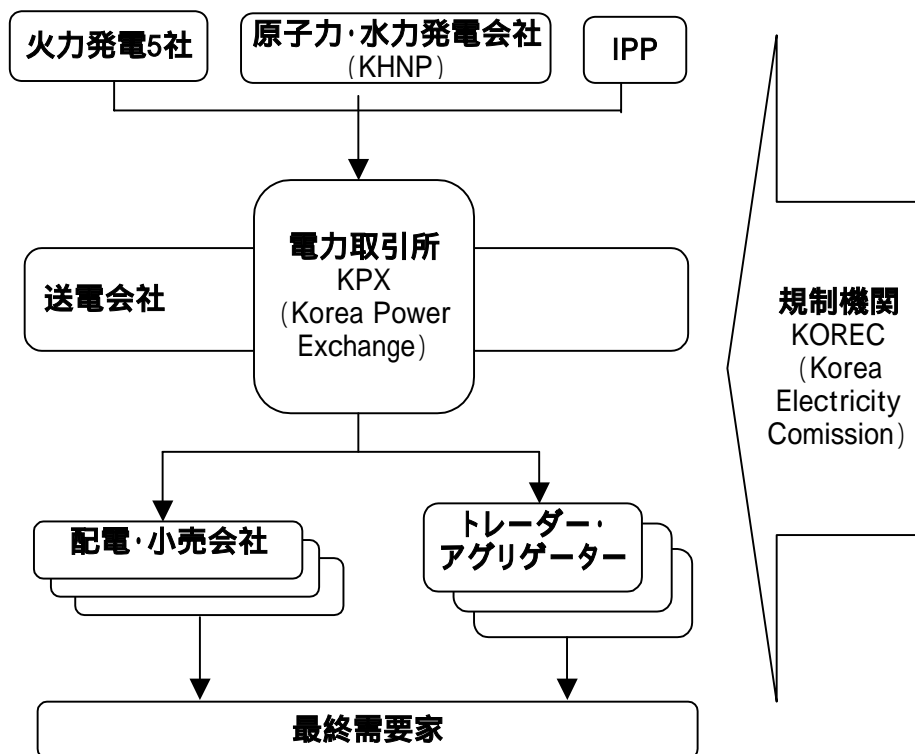 火力発電5社
原子力・水力発電会社
(KHNP)
IPP
電力取引所
KPX
(Korea Power
Exchange)
送電会社
規制機関
KOREC
(Korea
Electricity
Comission)
配電・小売会社
トレーダー・
アグリゲーター
最終需要家